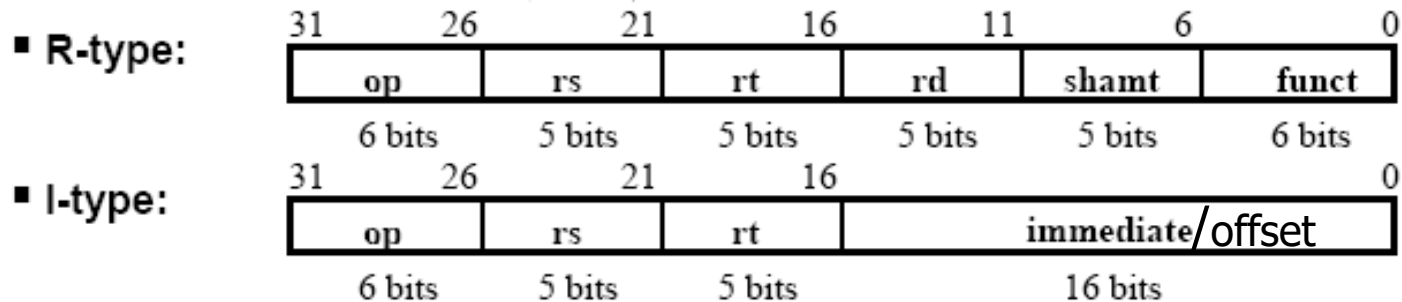 31 26 21 16 11 6 0
▪ R-type: op rs rt rd shamt funct
6 bits 5 bits 5 bits 5 bits 5 bits 6 bits
31 26 21 16 0
▪ I-type: op rs rt immediate/offset
6 bits 5 bits 5 bits 16 bits